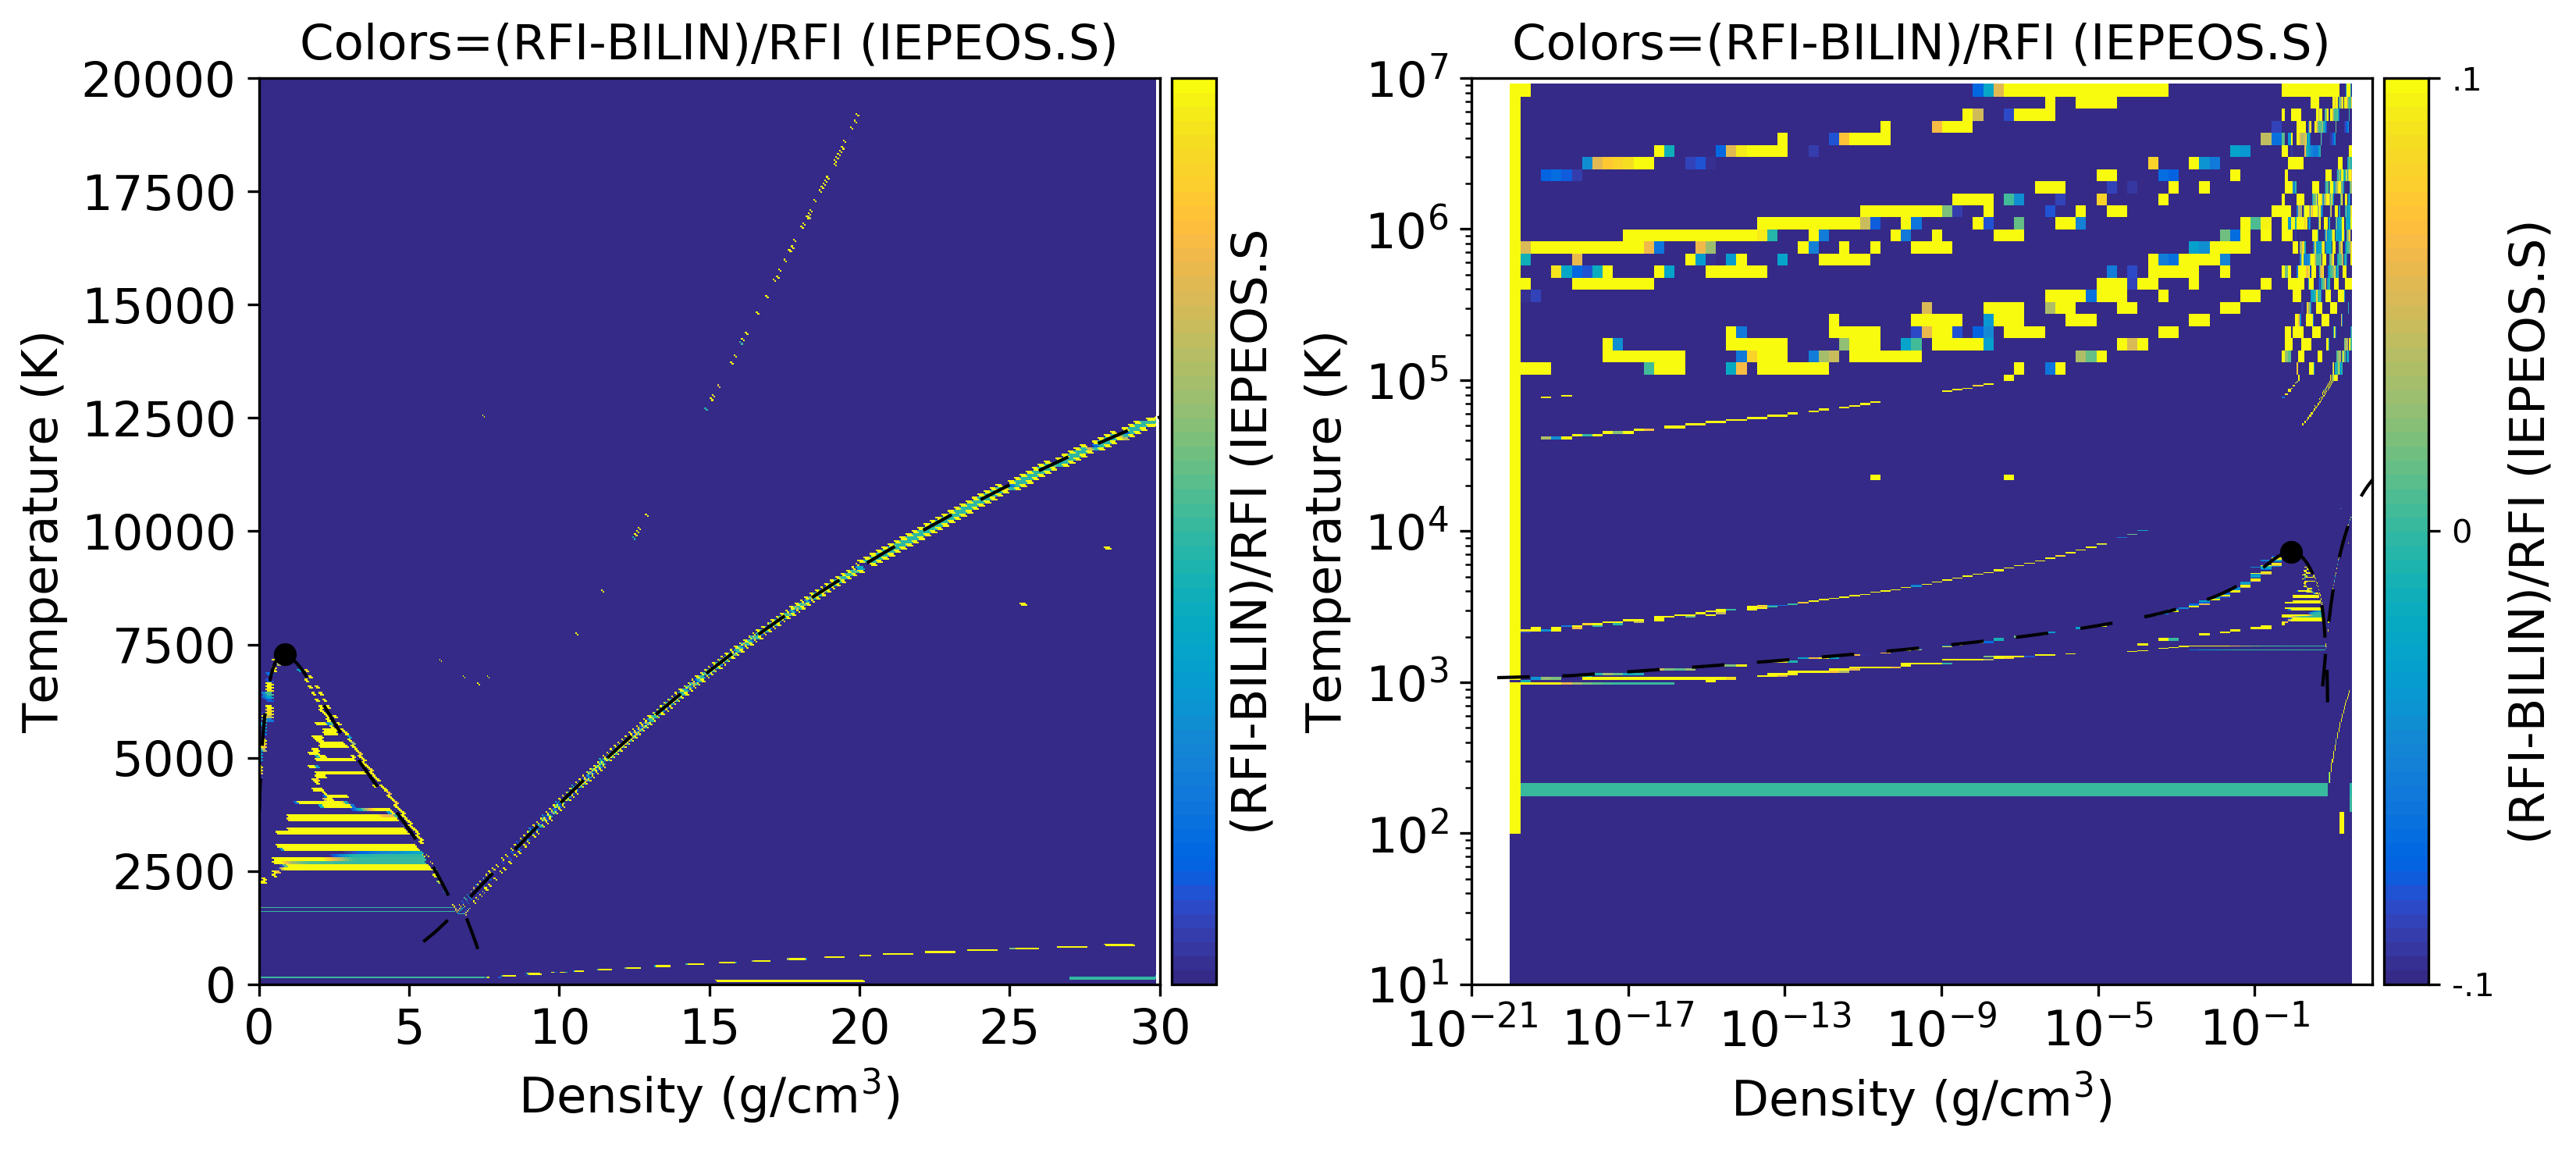 Colors=(RFI-BILIN)/RFI (IEPEOS.S)
20000
17500
15000
12500
10000
7500
5000
2500
0
Temperature (K)
0 5 10 15 20 25 30
Density (g/cm³)
(RFI-BILIN)/RFI (IEPEOS.S
Colors=(RFI-BILIN)/RFI (IEPEOS.S)
10⁷
10⁶
10⁵
10⁴
10³
10²
10¹
Temperature (K)
10⁻²¹ 10⁻¹⁷ 10⁻¹³ 10⁻⁹ 10⁻⁵ 10⁻¹
Density (g/cm³)
.1
0
-.1
(RFI-BILIN)/RFI (IEPEOS.S)